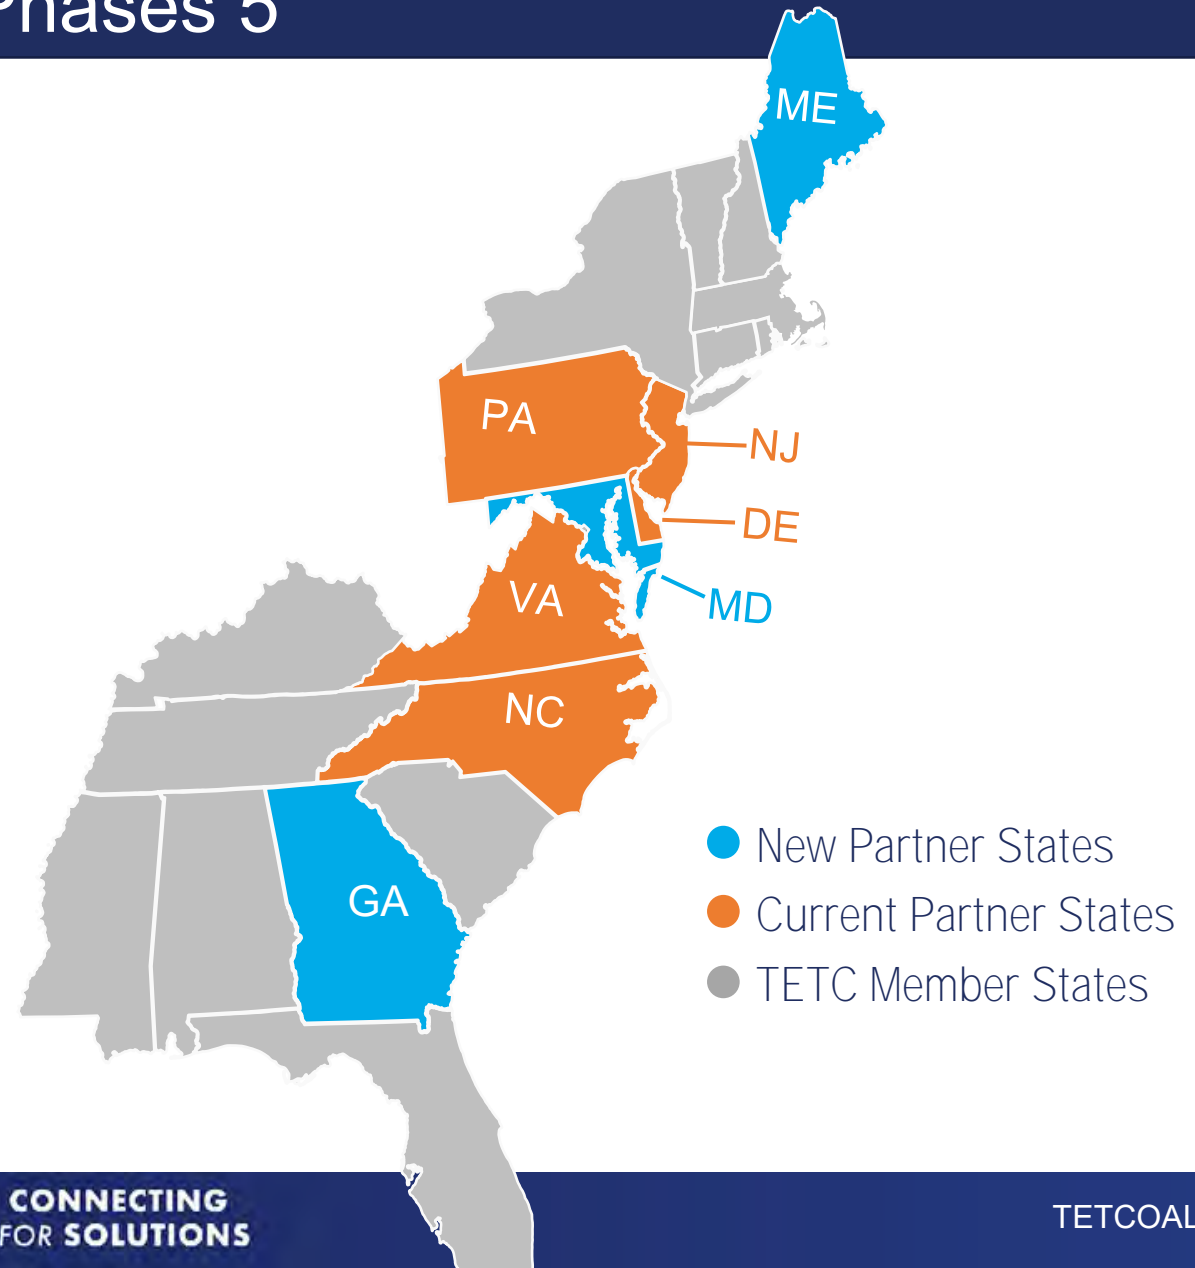 Phases 5
ME
PA
NJ
DE
MD
VA
NC
GA
New Partner States
Current Partner States
TETC Member States
CONNECTING
FOR SOLUTIONS
TETCOAL